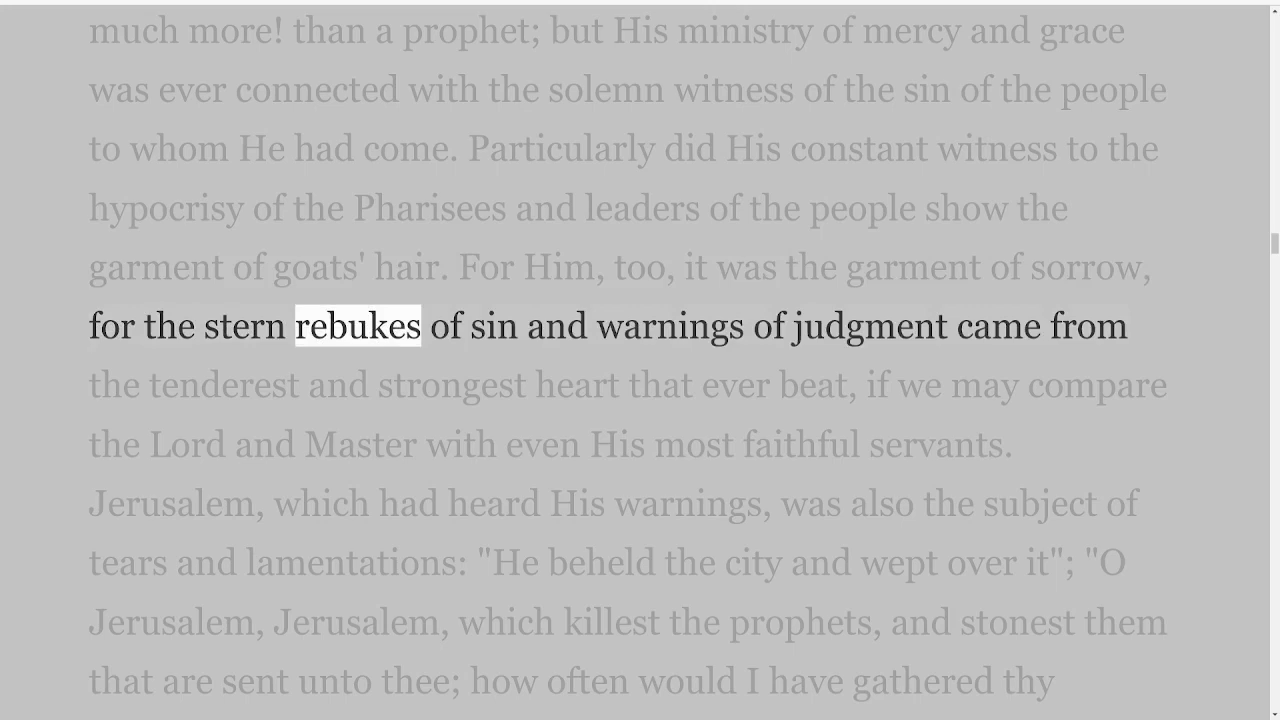 much more! than a prophet; but His ministry of mercy and grace
was ever connected with the solemn witness of the sin of the people
to whom He had come. Particularly did His constant witness to the
hypocrisy of the Pharisees and leaders of the people show the
garment of goats' hair. For Him, too, it was the garment of sorrow,
for the stern rebukes of sin and warnings of judgment came from
the tenderest and strongest heart that ever beat, if we may compare
the Lord and Master with even His most faithful servants.
Jerusalem, which had heard His warnings, was also the subject of
tears and lamentations: "He beheld the city and wept over it"; "O
Jerusalem, Jerusalem, which killest the prophets, and stonest them
that are sent unto thee; how often would I have gathered thy